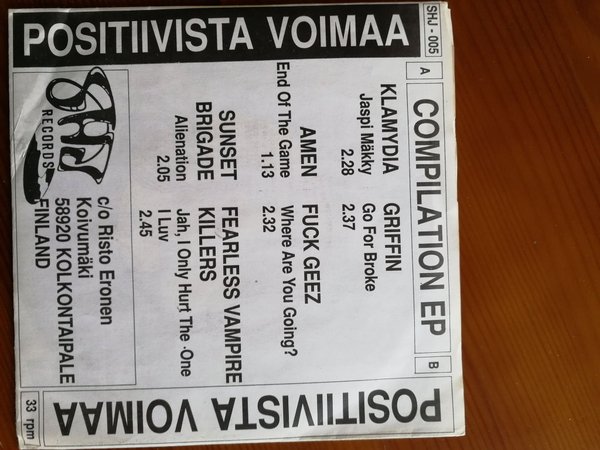 SHJ - 005
POSITIIVISTA VOIMAA
A
COMPILATION EP
B
KLAMYDIA
Jaspi Mäkky
2.28
AMEN
End Of The Game
1.13
SUNSET
BRIGADE
Alienation
2.05
GRIFFIN
Go For Broke
2.37
FUCK GEEZ
Where Are You Going?
2.32
FEARLESS VAMPIRE
KILLERS
Jah, I Only Hurt The One
I Luv
2.45
SHJ
RECORDS
c/o Risto Eronen
Koivumäki
58920 KOLKONTAIPALE
FINLAND
POSITIIVISTA VOIMAA
33 rpm